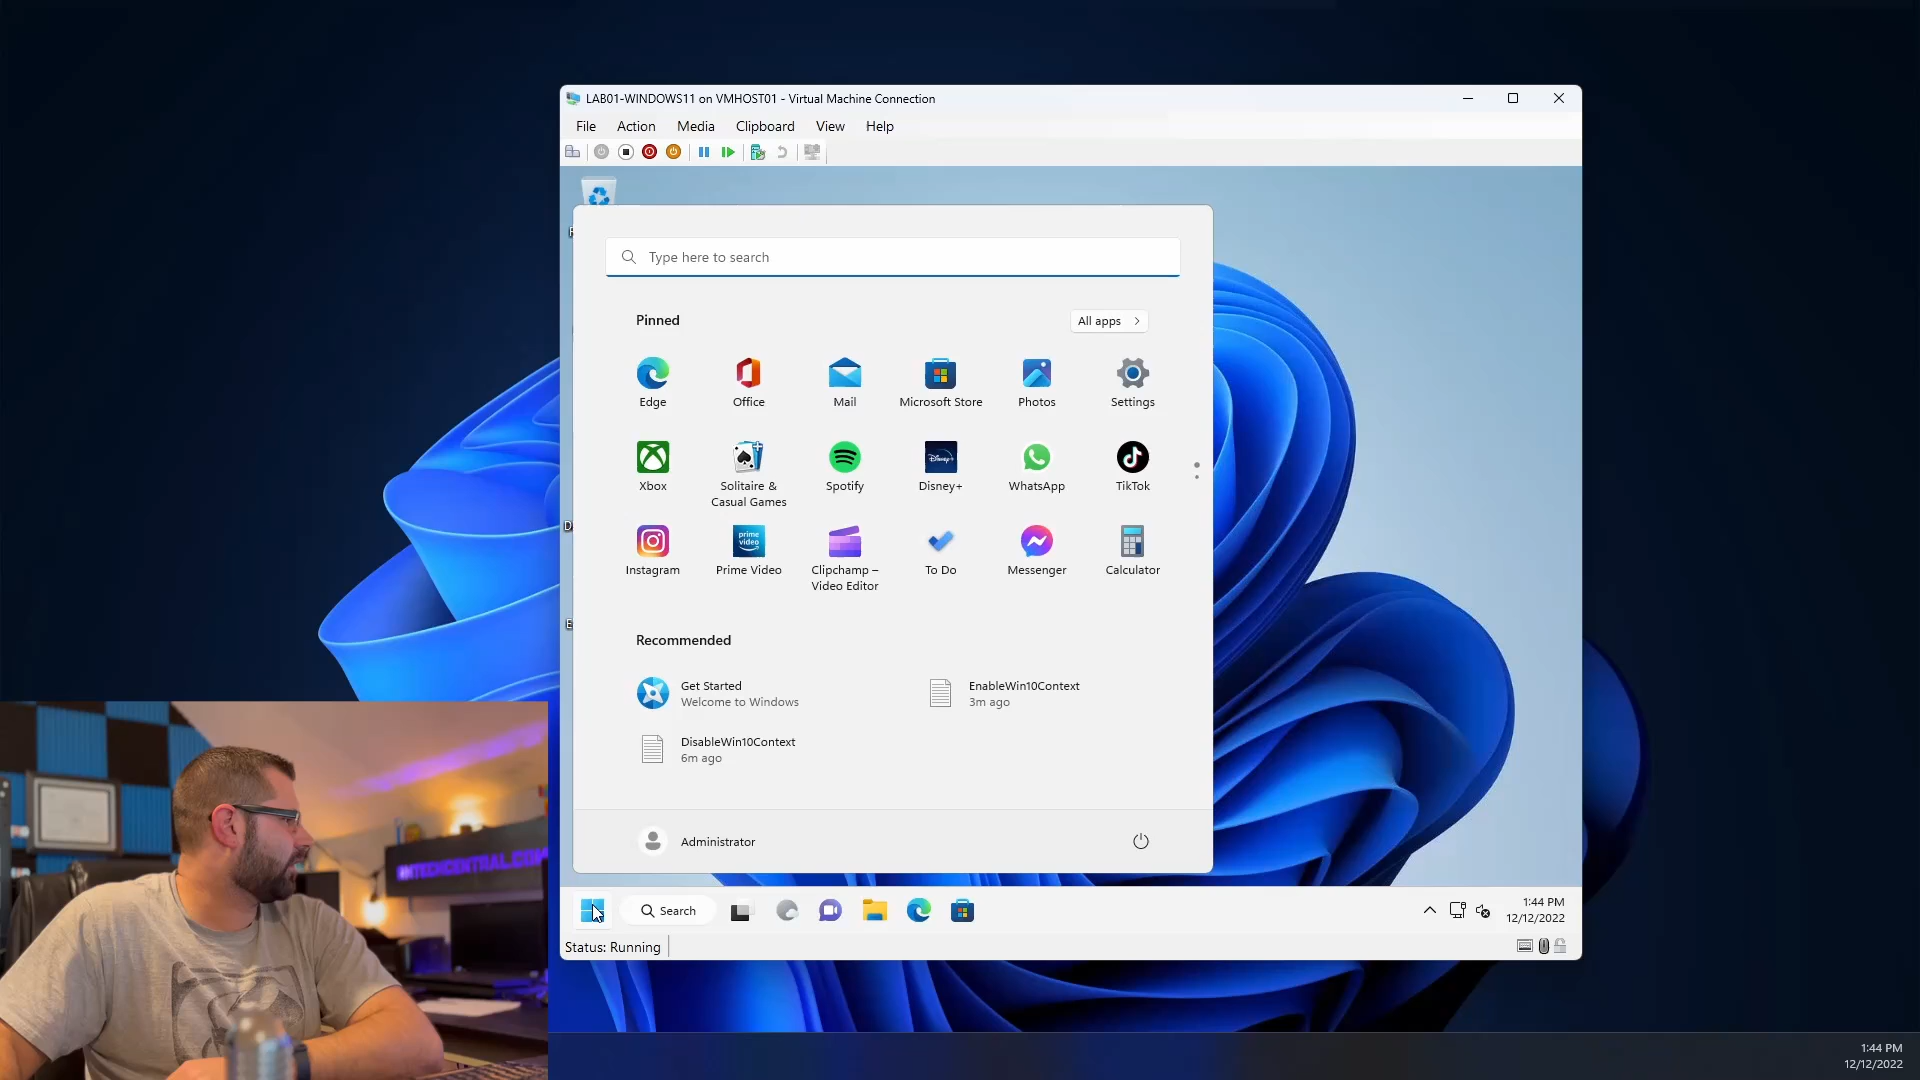 LAB01-WINDOWS11 on VMHOST01 - Virtual Machine Connection
File Action Media Clipboard View Help
Type here to search
Pinned
All apps
Edge
Office
Mail
Microsoft Store
Photos
Settings
Xbox
Solitaire &
Casual Games
Spotify
Disney+
WhatsApp
TikTok
Instagram
prime
video
Prime Video
Clipchamp –
Video Editor
To Do
Messenger
Calculator
Recommended
Get Started
Welcome to Windows
EnableWin10Context
3m ago
DisableWin10Context
6m ago
Administrator
Search
1:44 PM
12/12/2022
Status: Running
1:44 PM
12/12/2022